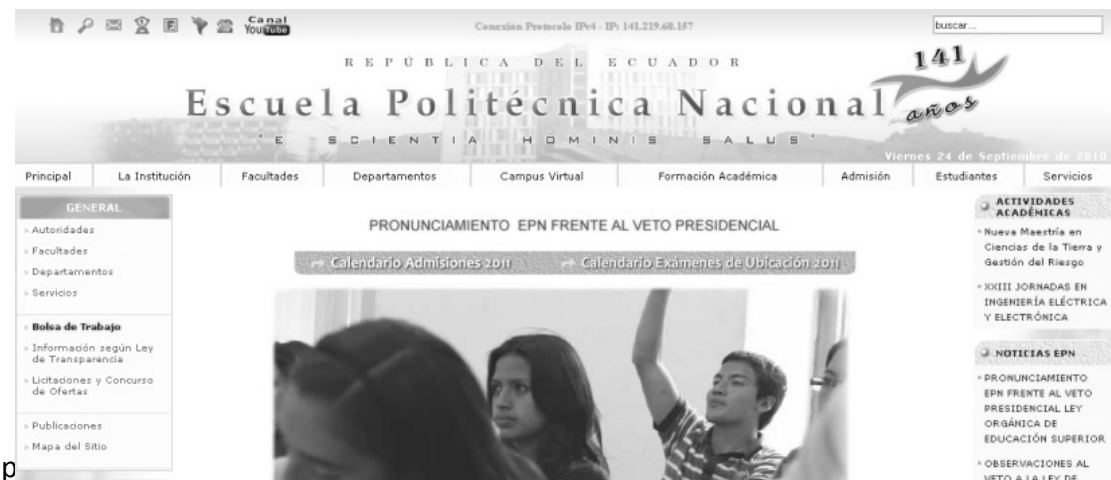 Canal
YouTube
Conexión Protocolo IPv4 - IP: 141.219.60.157
buscar...
REPÚBLICA DEL ECUADOR
Escuela Politécnica Nacional
141
años
"E SCIENTIA HOMINIS SALUS"
Viernes 24 de Septiembre de 2010
Principal La Institución Facultades Departamentos Campus Virtual Formación Académica Admisión Estudiantes Servicios
GENERAL
Autoridades
Facultades
Departamentos
Servicios
Bolsa de Trabajo
Información según Ley
de Transparencia
Licitaciones y Concurso
de Ofertas
Publicaciones
Mapa del Sitio
PRONUNCIAMIENTO EPN FRENTE AL VETO PRESIDENCIAL
Calendario Admisiones 2011 Calendario Exámenes de Ubicación 2011
ACTIVIDADES
ACADÉMICAS
Nueva Maestría en
Ciencias de la Tierra y
Gestión del Riesgo
XXIII JORNADAS EN
INGENIERÍA ELÉCTRICA
Y ELECTRÓNICA
NOTICIAS EPN
PRONUNCIAMIENTO
EPN FRENTE AL VETO
PRESIDENCIAL LEY
ORGÁNICA DE
EDUCACIÓN SUPERIOR
OBSERVACIONES AL
VETO A LA LEY DE
p